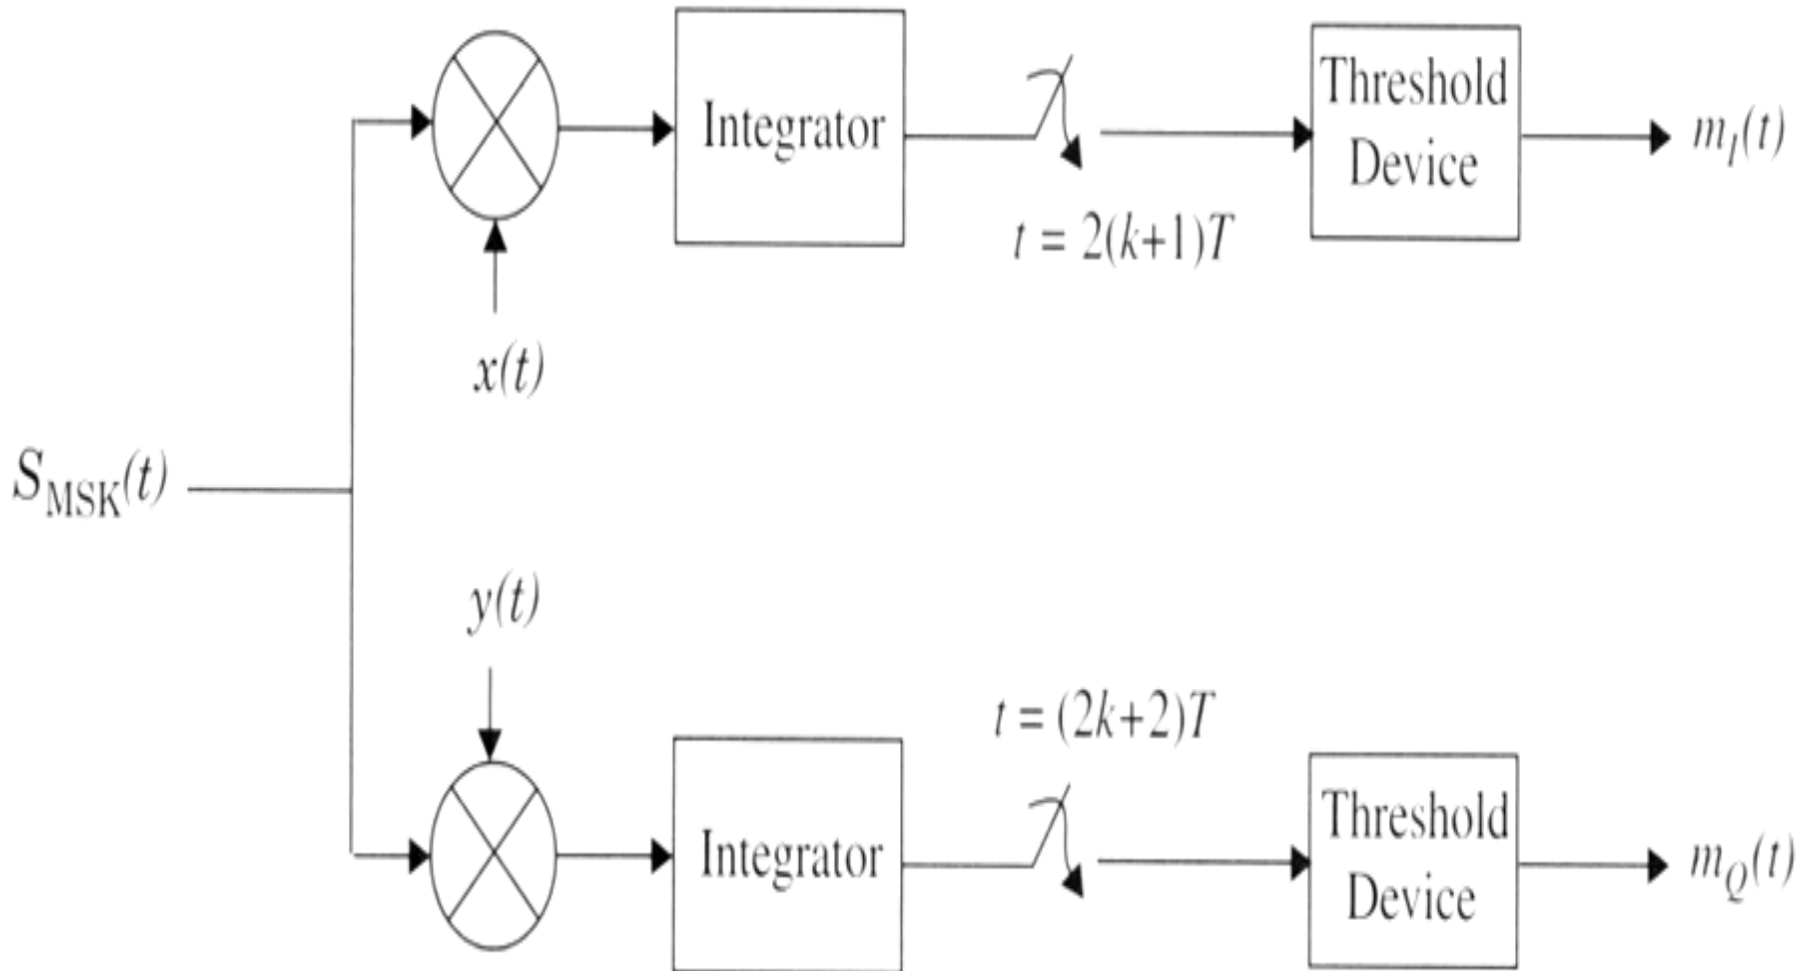 Integrator
Threshold
Device
m_I(t)
t = 2(k+1)T
x(t)
S_MSK(t)
y(t)
t = (2k+2)T
Integrator
Threshold
Device
m_Q(t)